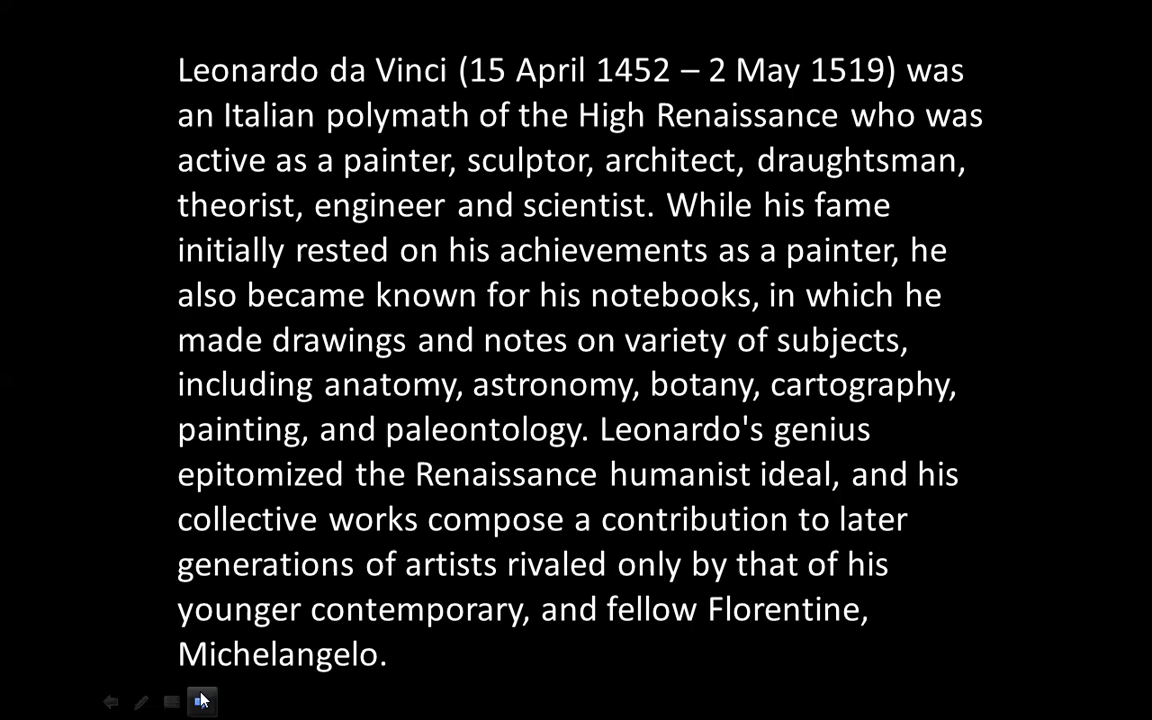 Leonardo da Vinci (15 April 1452 – 2 May 1519) was
an Italian polymath of the High Renaissance who was
active as a painter, sculptor, architect, draughtsman,
theorist, engineer and scientist. While his fame
initially rested on his achievements as a painter, he
also became known for his notebooks, in which he
made drawings and notes on variety of subjects,
including anatomy, astronomy, botany, cartography,
painting, and paleontology. Leonardo's genius
epitomized the Renaissance humanist ideal, and his
collective works compose a contribution to later
generations of artists rivaled only by that of his
younger contemporary, and fellow Florentine,
Michelangelo.